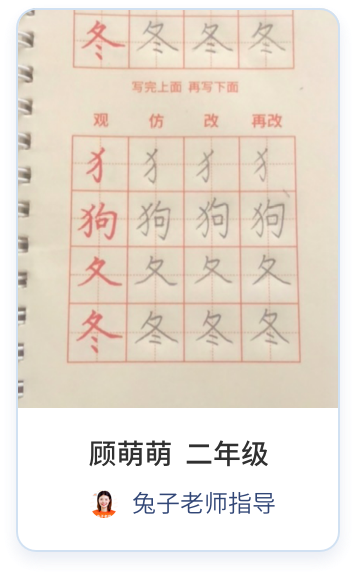 冬 冬 冬 冬
写完上面 再写下面
观 仿 改 再改
犭 犭 犭 犭
狗 狗 狗 狗
夂 夂 夂 夂
冬 冬 冬 冬
顾萌萌 二年级
兔子老师指导